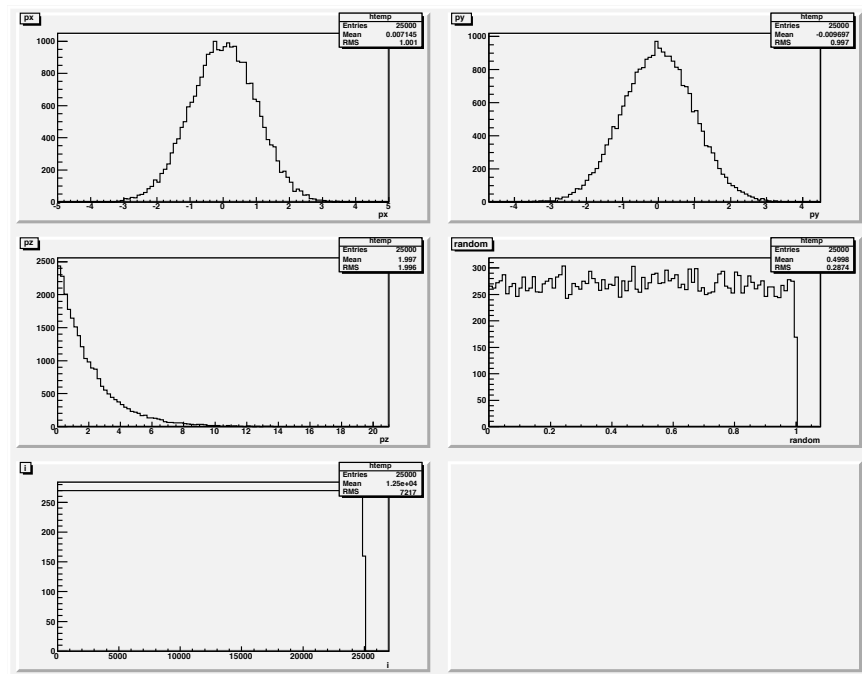 px
htemp
Entries 25000
Mean 0.007145
RMS 1.001
1000
800
600
400
200
0
-5 -4 -3 -2 -1 0 1 2 3 4 5
px
py
htemp
Entries 25000
Mean -0.009697
RMS 0.997
1000
800
600
400
200
0
-4 -3 -2 -1 0 1 2 3 4
py
pz
htemp
Entries 25000
Mean 1.997
RMS 1.996
2500
2000
1500
1000
500
0
0 2 4 6 8 10 12 14 16 18 20
pz
random
htemp
Entries 25000
Mean 0.4998
RMS 0.2874
300
250
200
150
100
50
0
0 0.2 0.4 0.6 0.8 1
random
i
htemp
Entries 25000
Mean 1.25e+04
RMS 7217
250
200
150
100
50
0
0 5000 10000 15000 20000 25000
i